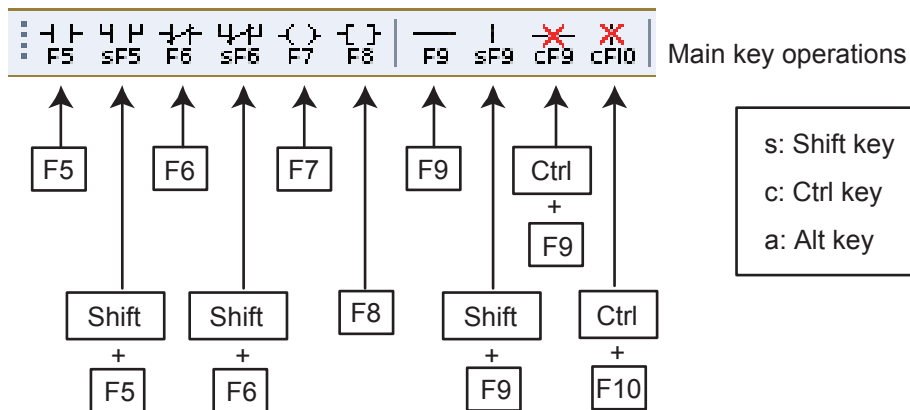 F5 sF5 F6 sF6 F7 F8 F9 sF9 cF9 cF10
Main key operations
F5 F6 F7 F9 Ctrl
+
F9
s: Shift key
c: Ctrl key
a: Alt key
Shift Shift F8 Shift Ctrl
+ + + +
F5 F6 F9 F10